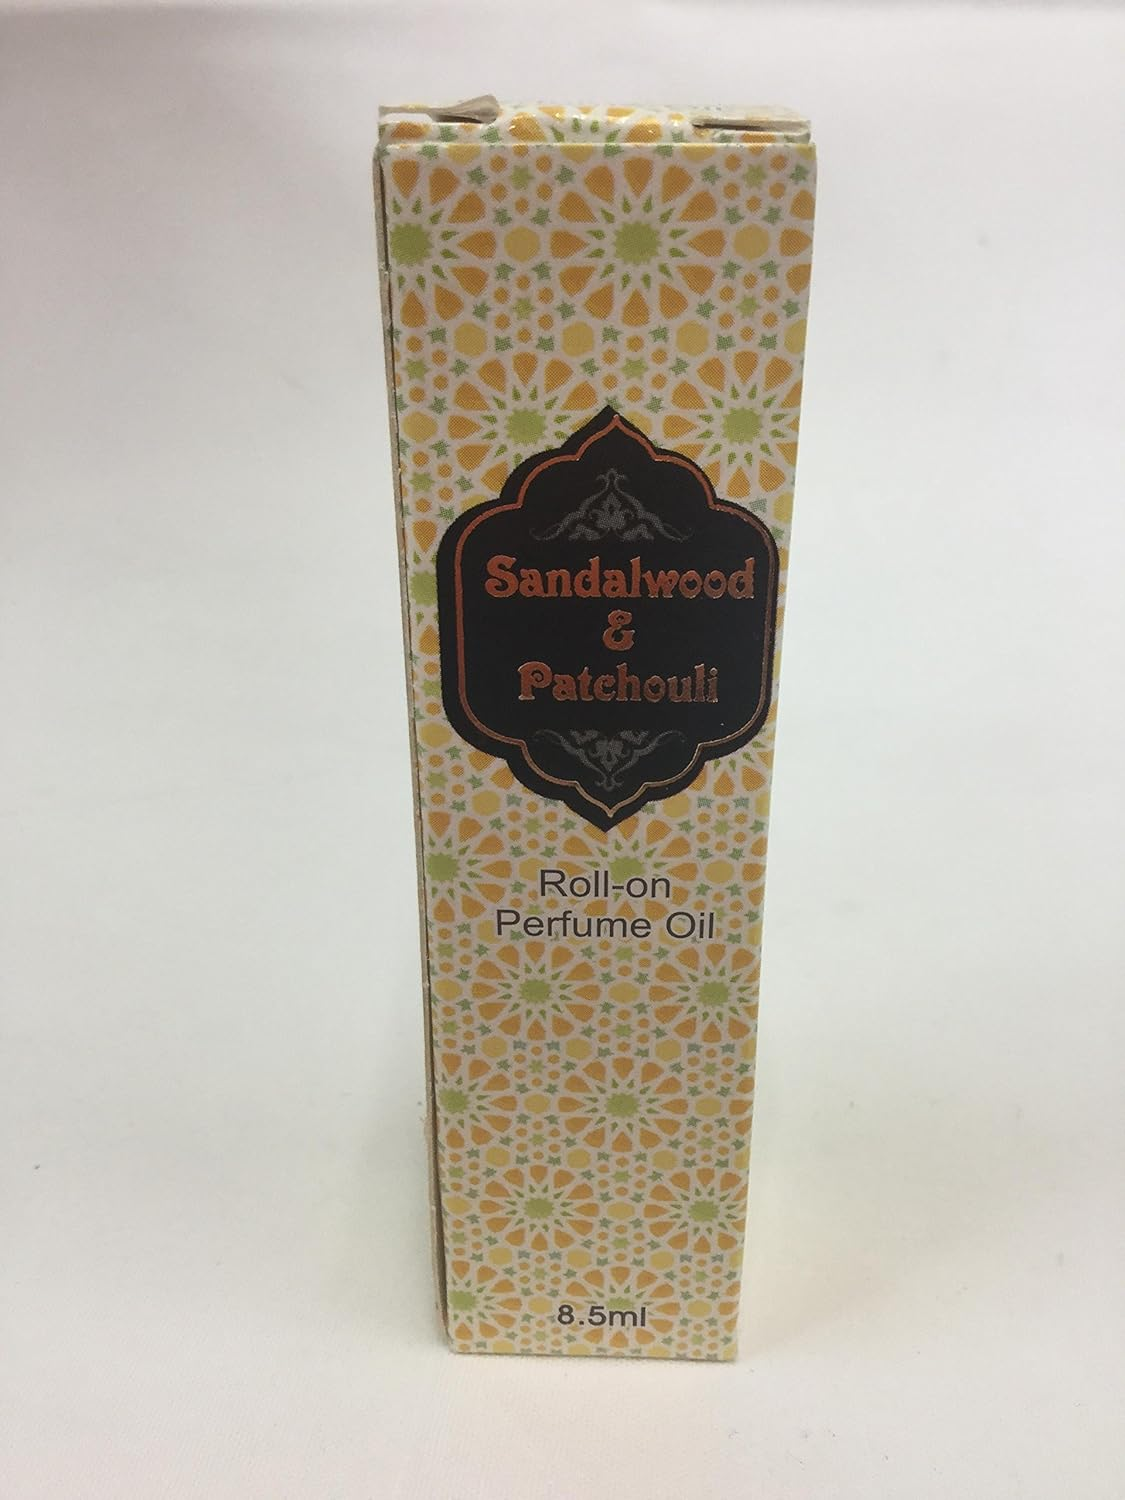 Sandalwood
&
Patchouli
Roll-on
Perfume Oil
8.5ml